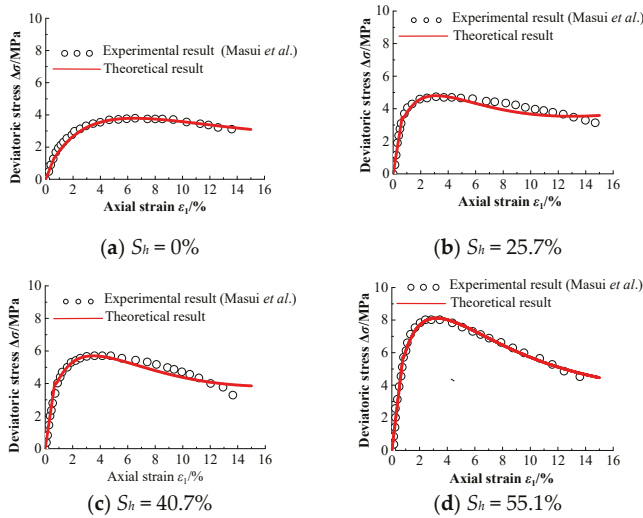 10
8
6
4
2
0
Deviatoric stress Δσ/MPa
Experimental result (Masui et al.)
Theoretical result
0 2 4 6 8 10 12 14 16
Axial strain ε1/%
(a) Sh = 0%
10
8
6
4
2
0
Deviatoric stress Δσ/MPa
Experimental result (Masui et al.)
Theoretical result
0 2 4 6 8 10 12 14 16
Axial strain ε1/%
(b) Sh = 25.7%
10
8
6
4
2
0
Deviatoric stress Δσ/MPa
Experimental result (Masui et al.)
Theoretical result
0 2 4 6 8 10 12 14 16
Axial strain ε1/%
(c) Sh = 40.7%
10
8
6
4
2
0
Deviatoric stress Δσ/MPa
Experimental result (Masui et al.)
Theoretical result
0 2 4 6 8 10 12 14 16
Axial strain ε1/%
(d) Sh = 55.1%